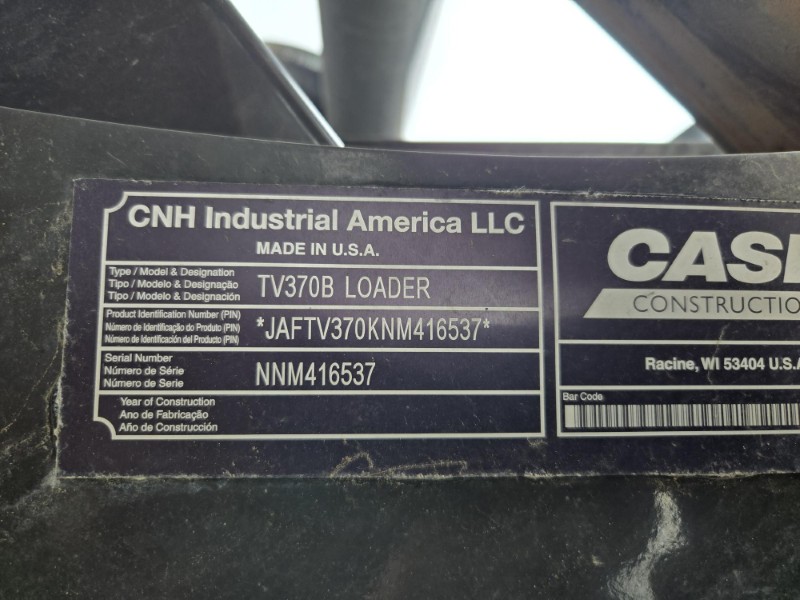 CNH Industrial America LLC
MADE IN U.S.A.
Type / Model & Designation
Tipo / Modelo & Designação
Tipo / Modelo & Designación
TV370B LOADER
Product Identification Number (PIN)
Número de Identificação do Produto (PIN)
Número de Identificación del Producto (PIN)
*JAFTV370KNM416537*
Serial Number
Número de Série
Número de Serie
NNM416537
Year of Construction
Ano de Fabricação
Año de Construcción
CASE
CONSTRUCTIO
Racine, WI 53404 U.S.A
Bar Code